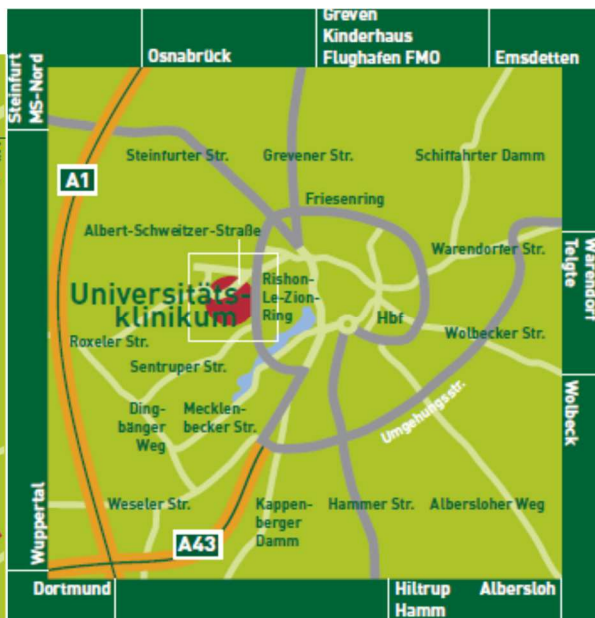 Greven
Kinderhaus
Flughafen FMO
Osnabrück
Emsdetten
Steinfurt
MS-Nord
A1
Steinfurter Str.
Grevener Str.
Schiffahrter Damm
Friesenring
Albert-Schweitzer-Straße
Warendorfer Str.
Warendorf
Telgte
Universitäts-
klinikum
Rishon-
Le-Zion-
Ring
Hbf
Wolbecker Str.
Roxeler Str.
Sentruper Str.
Ding-
bänger
Weg
Mecklen-
becker Str.
Umgehungsstr.
Wolbeck
Weseler Str.
Kappen-
berger
Damm
Hammer Str.
Albersloher Weg
A43
Wuppertal
Dortmund
Hiltrup
Hamm
Albersloh